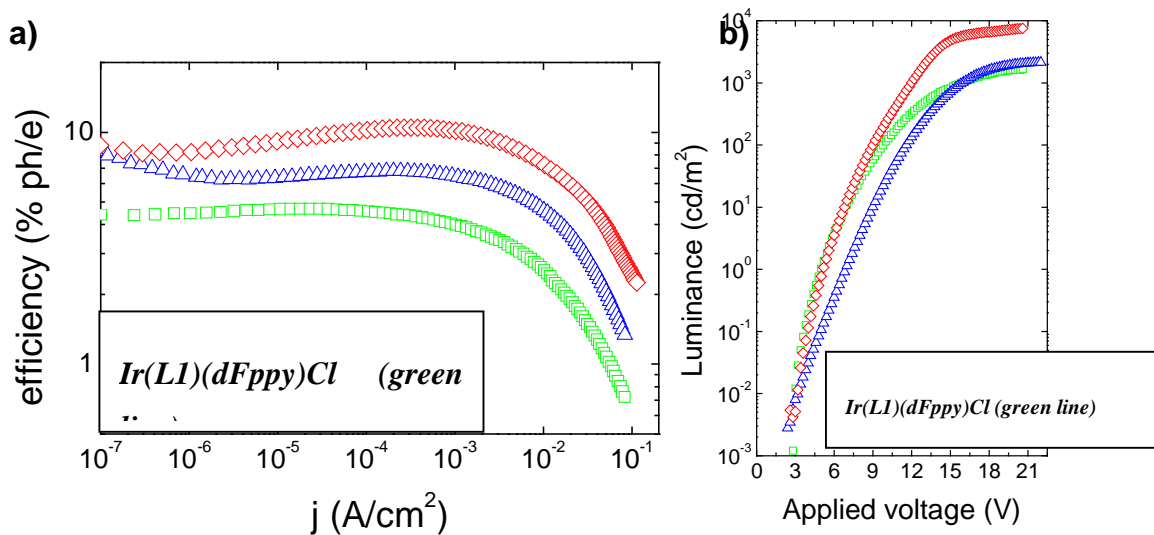 a)
efficiency (% ph/e)
10
1
10^-7
10^-6
10^-5
10^-4
10^-3
10^-2
10^-1
j (A/cm^2)
Ir(L1)(dFppy)Cl (green
b)
Luminance (cd/m^2)
10^4
10^3
10^2
10^1
10^0
10^-1
10^-2
10^-3
0 3 6 9 12 15 18 21
Applied voltage (V)
Ir(L1)(dFppy)Cl (green line)